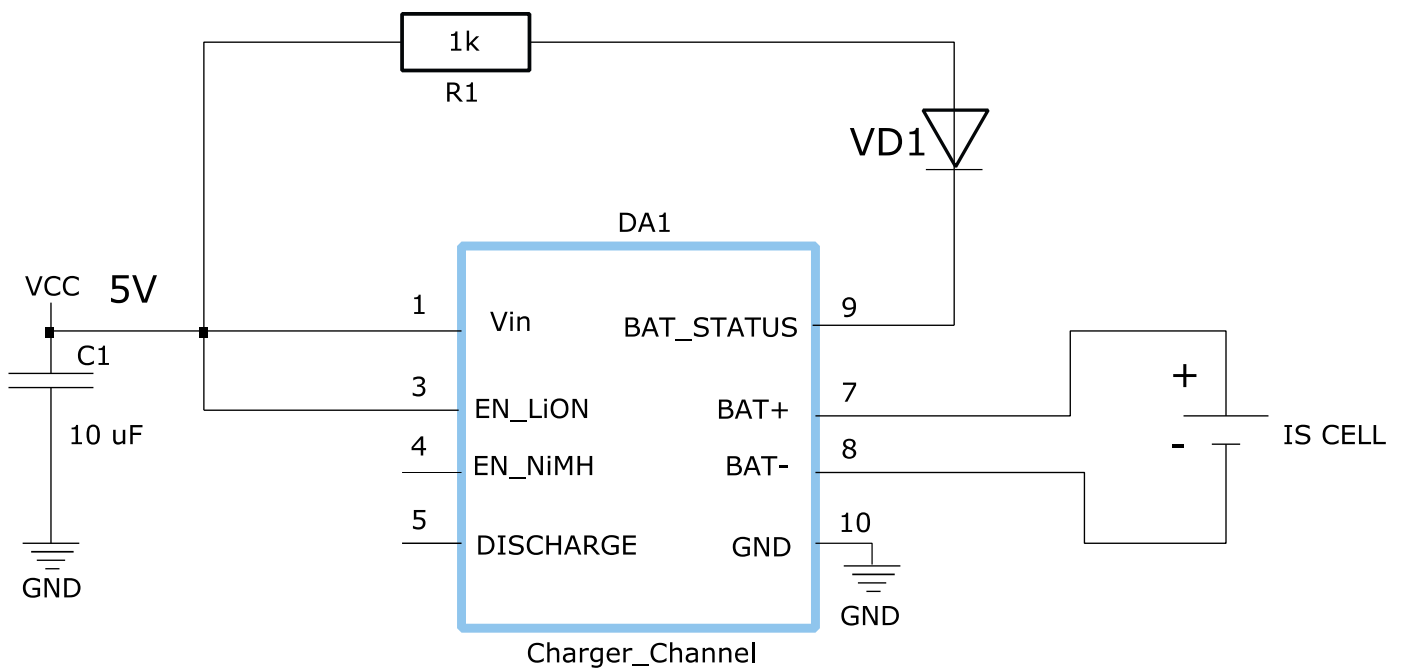 1k
R1
VD1
DA1
VCC 5V
1 Vin
BAT_STATUS 9
C1
3 EN_LiON
BAT+ 7
+
10 uF
4 EN_NiMH
BAT- 8
-
IS CELL
5 DISCHARGE
GND 10
GND
GND
Charger_Channel